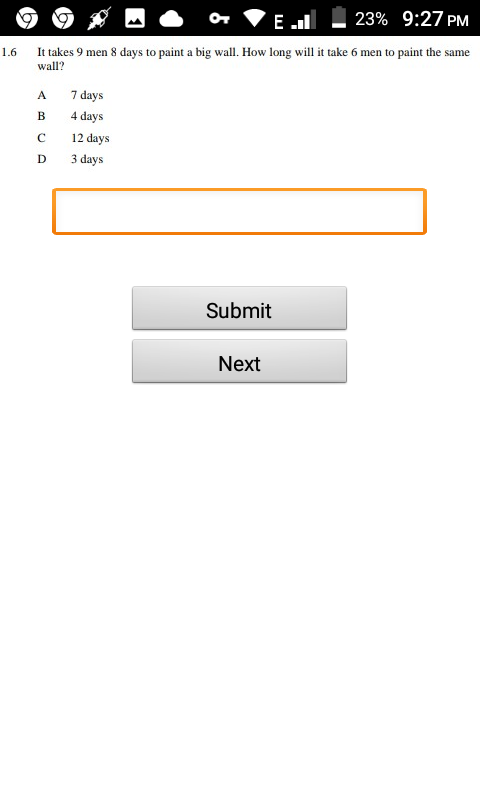 E 23% 9:27 PM
1.6 It takes 9 men 8 days to paint a big wall. How long will it take 6 men to paint the same
wall?
A 7 days
B 4 days
C 12 days
D 3 days
Submit
Next